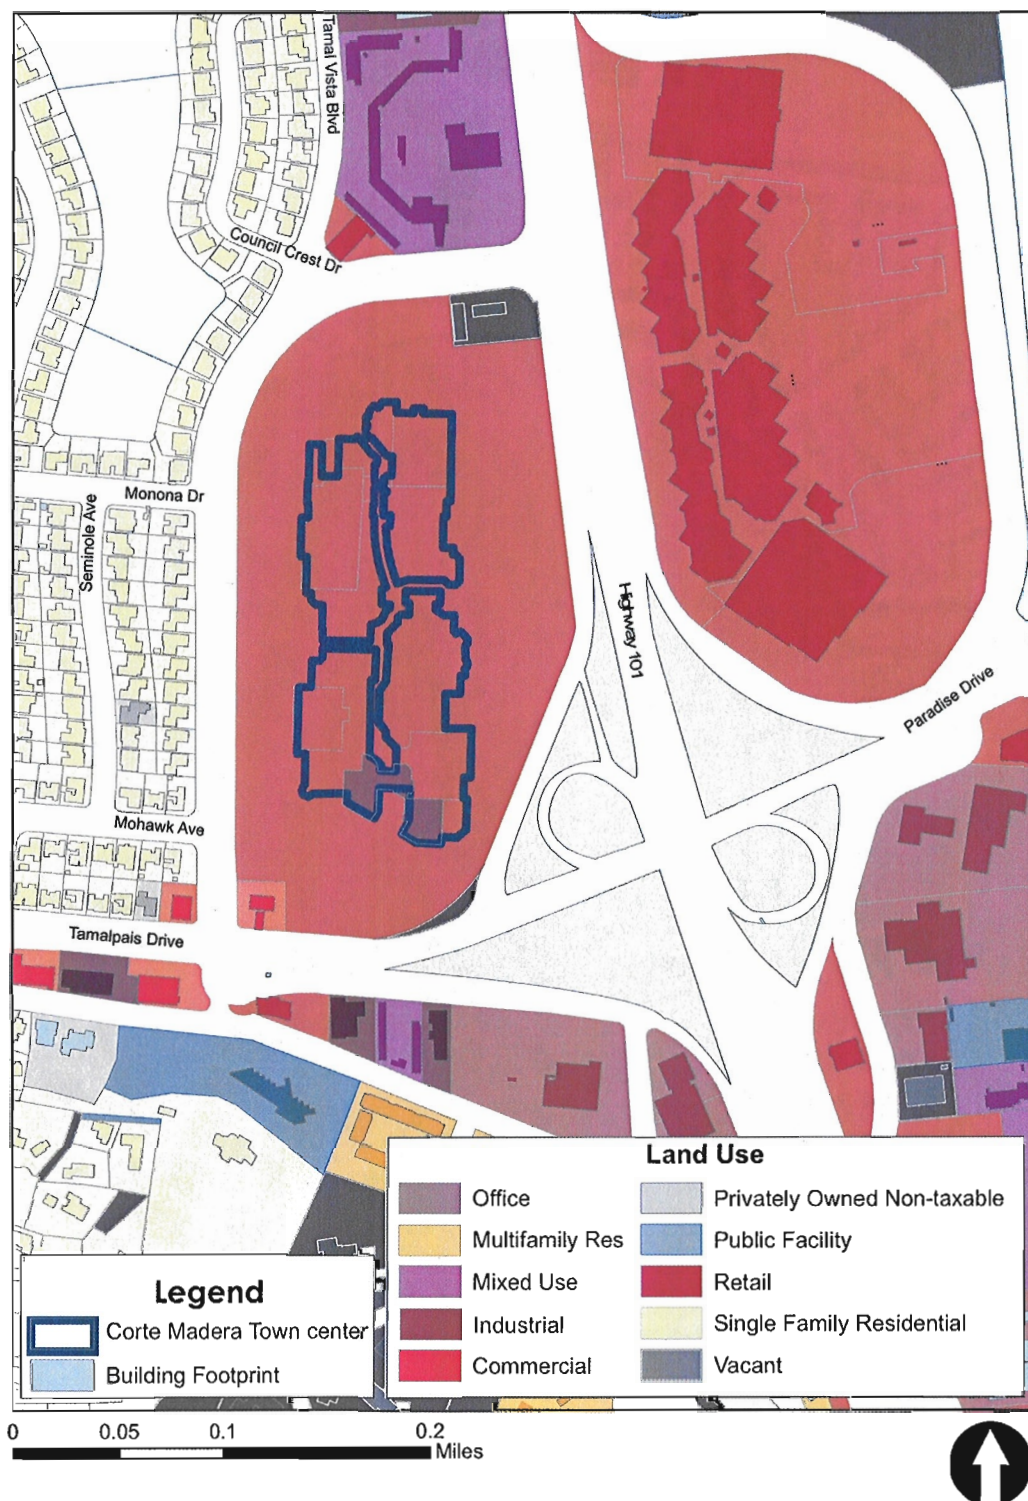 Tamal Vista Blvd
Council Crest Dr
Monona Dr
Seminole Ave
Highway 101
Paradise Drive
Mohawk Ave
Tamalpais Drive
Land Use
Office
Multifamily Res
Mixed Use
Industrial
Commercial
Privately Owned Non-taxable
Public Facility
Retail
Single Family Residential
Vacant
Legend
Corte Madera Town center
Building Footprint
0 0.05 0.1 0.2
Miles